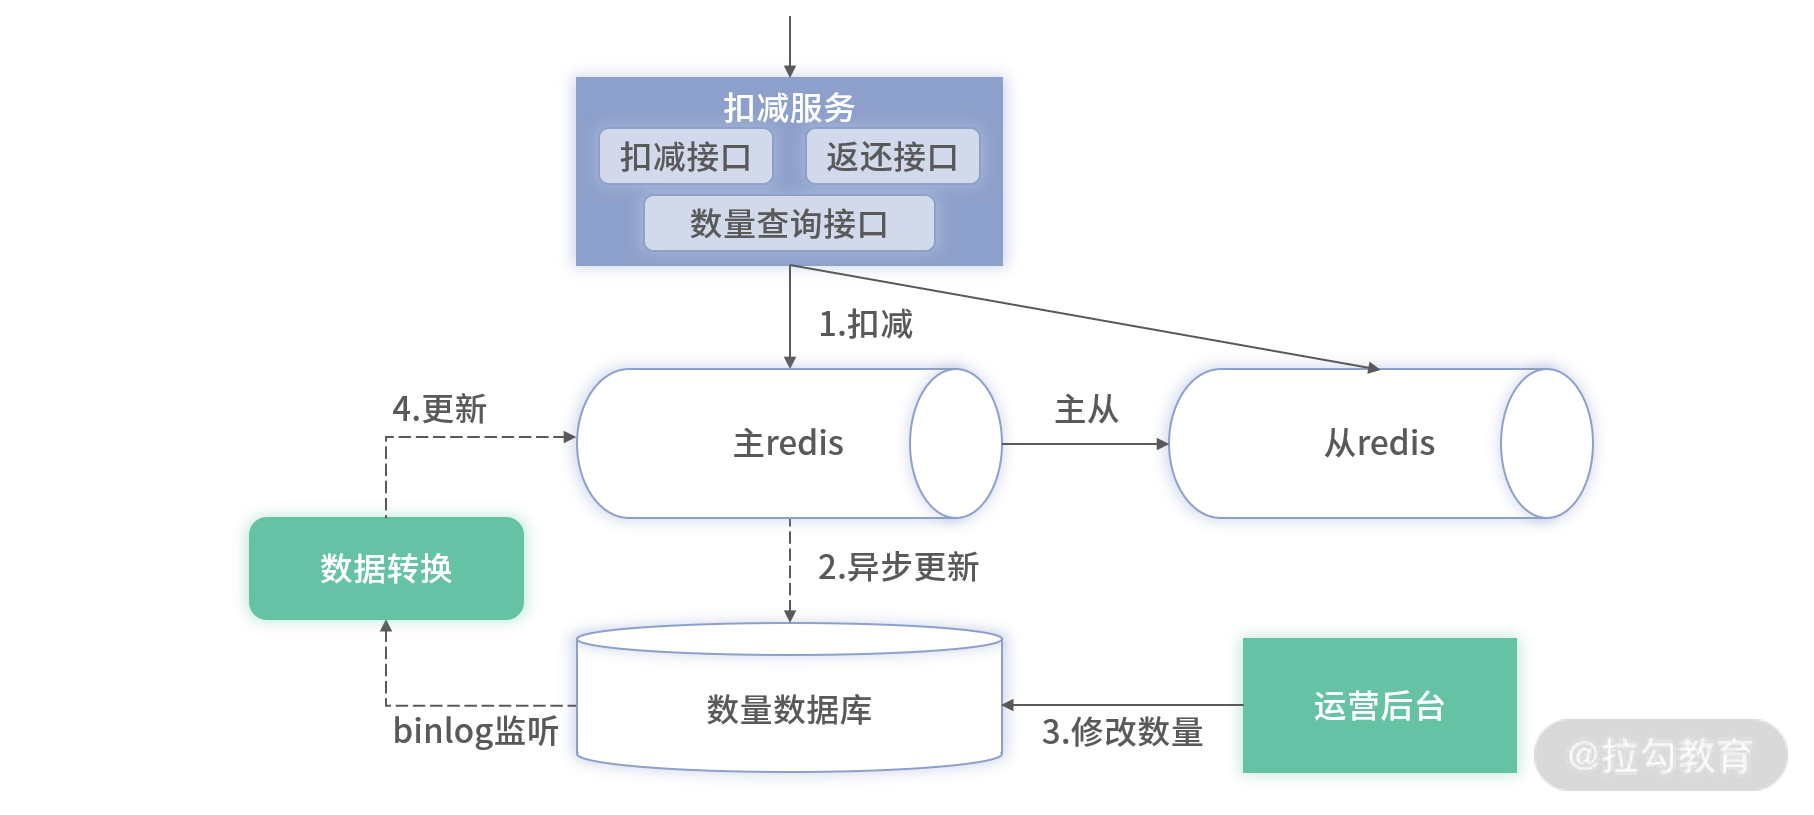 扣减服务
扣减接口
返还接口
数量查询接口
1.扣减
4.更新
主从
主redis
从redis
2.异步更新
数据转换
binlog监听
数量数据库
3.修改数量
运营后台
@拉勾教育